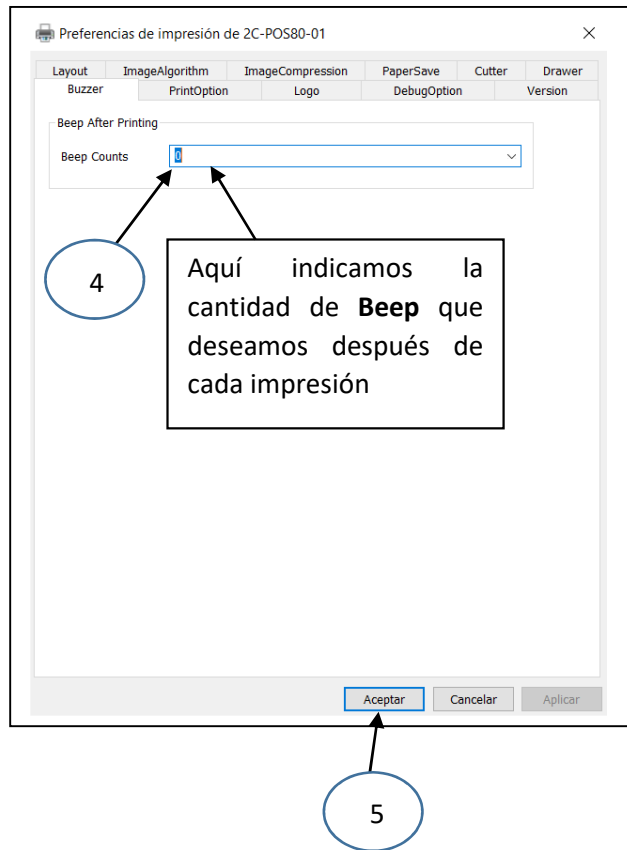 Preferencias de impresión de 2C-POS80-01
Layout ImageAlgorithm ImageCompression PaperSave Cutter Drawer
Buzzer PrintOption Logo DebugOption Version
Beep After Printing
Beep Counts 0
4
Aquí indicamos la
cantidad de Beep que
deseamos después de
cada impresión
Aceptar Cancelar Aplicar
5